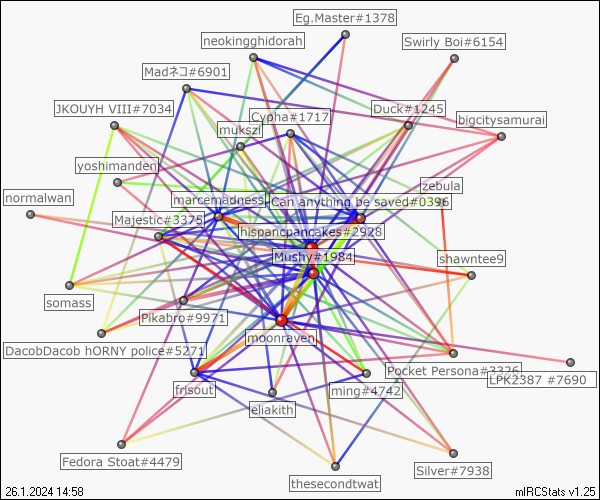 Eg.Master#1378
neokingghidorah
Swirly Boi#6154
Madネコ#6901
JKOUYH VIII#7034
Cypha#1717
Duck#1245
mukszi
bigcitysamurai
yoshimanden
zebula
normalwan
marcemadness
Can anything be saved#0396
Majestic#3375
hispancpancakes#2928
Mushy#1984
shawntee9
somass
Pikabro#9971
moonraven
DacobDacob hORNY police#5271
Pocket Persona#3326
LPK2387 #7690
frisout
ming#4742
eliakith
Fedora Stoat#4479
Silver#7938
thesecondtwat
26.1.2024 14:58
mIRCStats v1.25